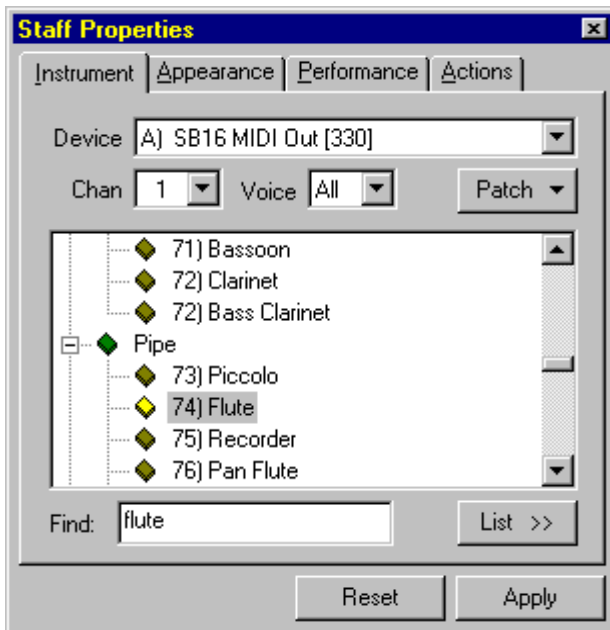 Staff Properties
Instrument Appearance Performance Actions
Device A) SB16 MIDI Out [330]
Chan 1 Voice All Patch
71) Bassoon
72) Clarinet
72) Bass Clarinet
Pipe
73) Piccolo
74) Flute
75) Recorder
76) Pan Flute
Find: flute List >>
Reset Apply